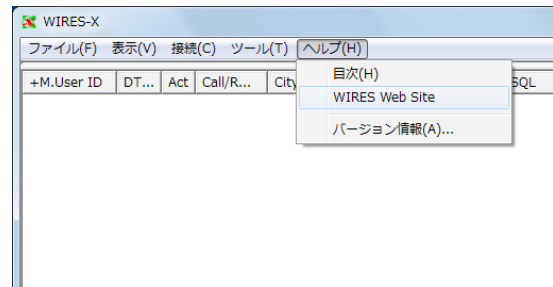 WIRES-X
ファイル(F) 表示(V) 接続(C) ツール(T) ヘルプ(H)
+M.User ID DT... Act Call/R... City SQL
目次(H)
WIRES Web Site
バージョン情報(A)...